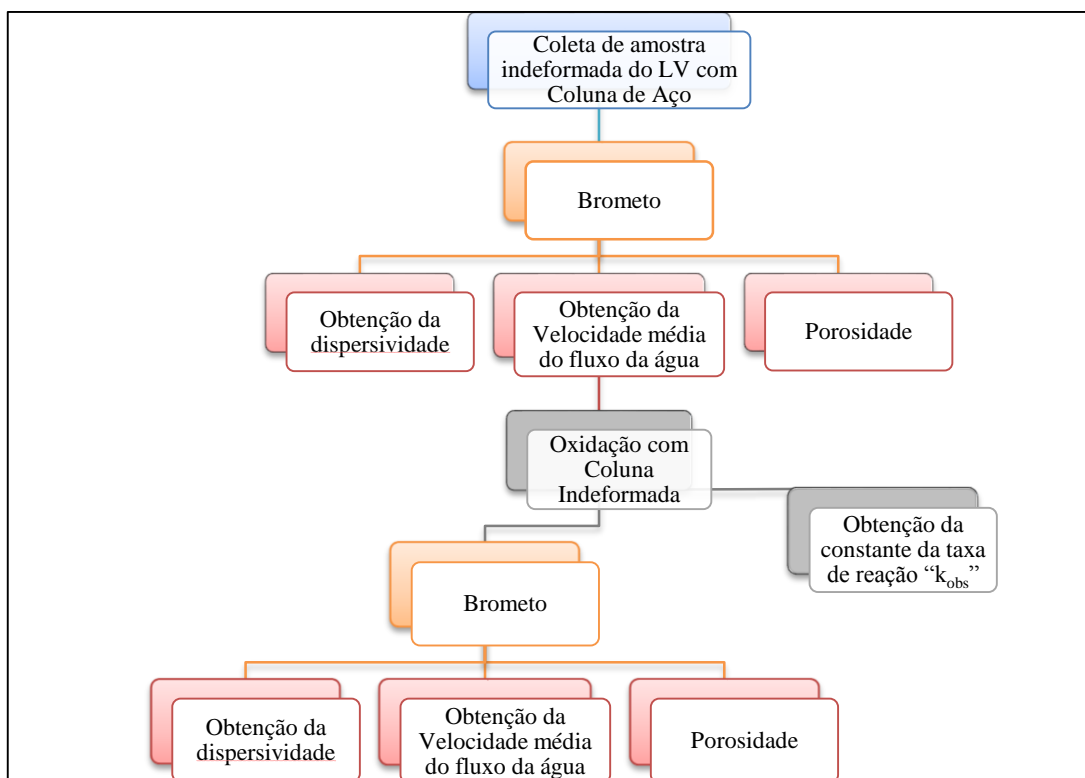 Coleta de amostra
indeformada do LV com
Coluna de Aço
Brometo
Obtenção da
dispersividade
Obtenção da
Velocidade média
do fluxo da água
Porosidade
Oxidação com
Coluna
Indeformada
Obtenção da
constante da taxa
de reação “kobs”
Brometo
Obtenção da
dispersividade
Obtenção da
Velocidade média
do fluxo da água
Porosidade